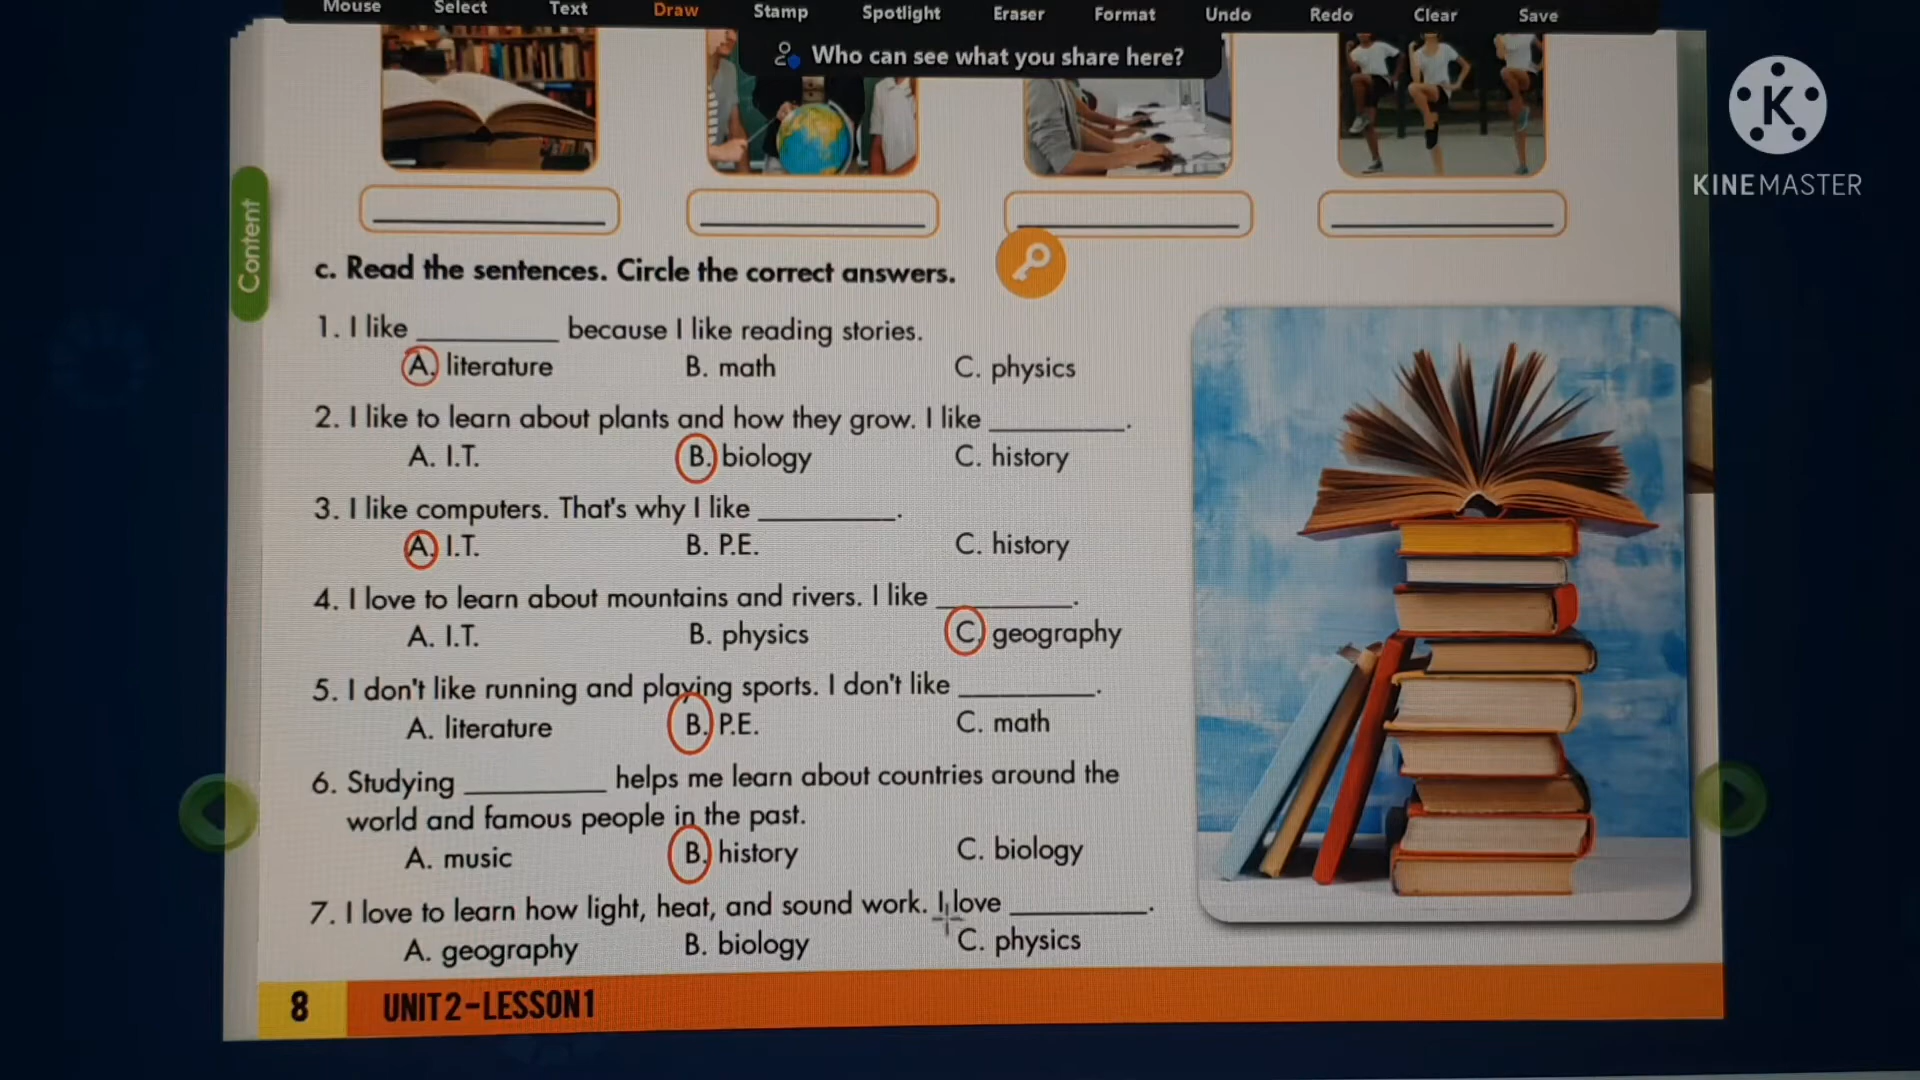 Mouse Select Text Draw Stamp Spotlight Eraser Format Undo Redo Clear Save
Who can see what you share here?
K
KINEMASTER
Content
c. Read the sentences. Circle the correct answers.
1. I like __________ because I like reading stories.
A. literature B. math C. physics
2. I like to learn about plants and how they grow. I like __________.
A. I.T. B. biology C. history
3. I like computers. That's why I like __________.
A. I.T. B. P.E. C. history
4. I love to learn about mountains and rivers. I like __________.
A. I.T. B. physics C. geography
5. I don't like running and playing sports. I don't like __________.
A. literature B. P.E. C. math
6. Studying __________ helps me learn about countries around the
world and famous people in the past.
A. music B. history C. biology
7. I love to learn how light, heat, and sound work. I love __________.
A. geography B. biology C. physics
8 UNIT 2-LESSON 1